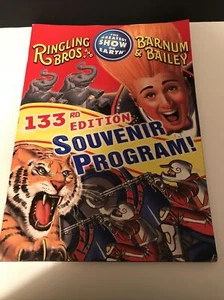 RINGLING BROS.
THE GREATEST SHOW ON EARTH
BARNUM & BAILEY
133RD EDITION
SOUVENIR PROGRAM!